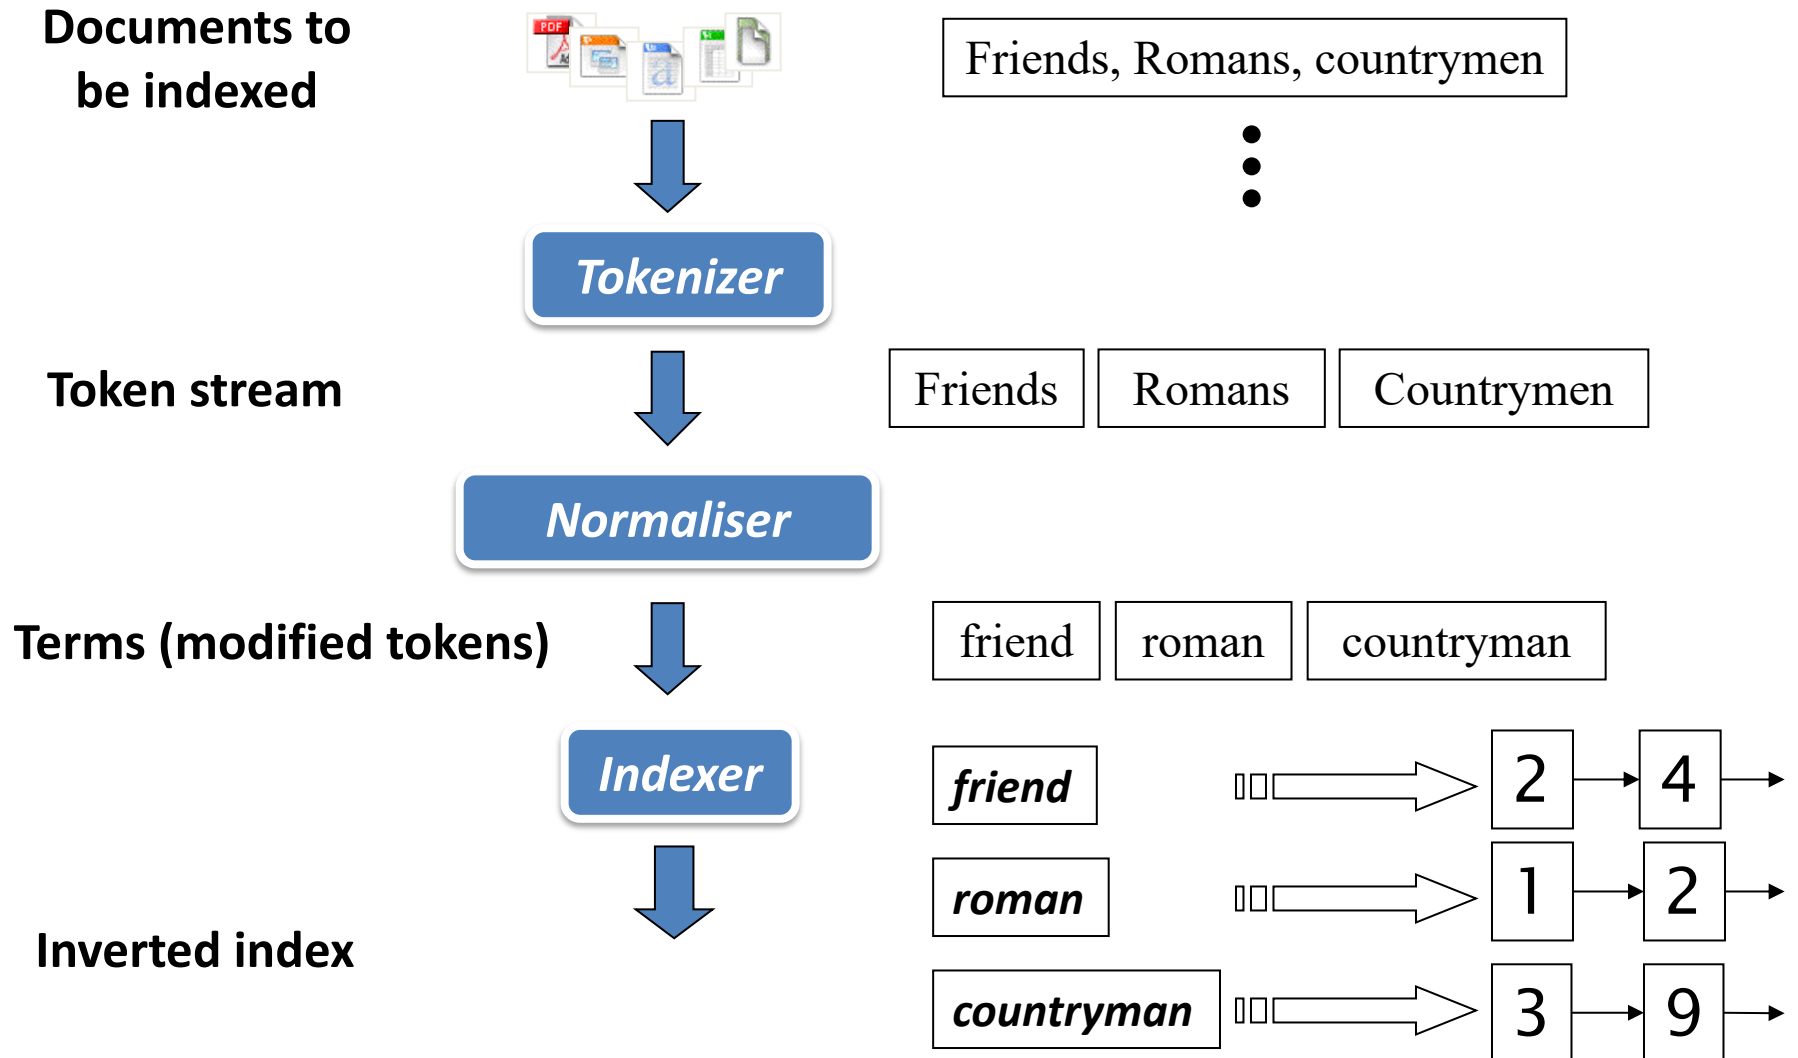 Documents to
be indexed
PDF
Friends, Romans, countrymen
Tokenizer
Token stream
Friends
Romans
Countrymen
Normaliser
Terms (modified tokens)
friend
roman
countryman
Indexer
friend
2
4
roman
1
2
Inverted index
countryman
3
9